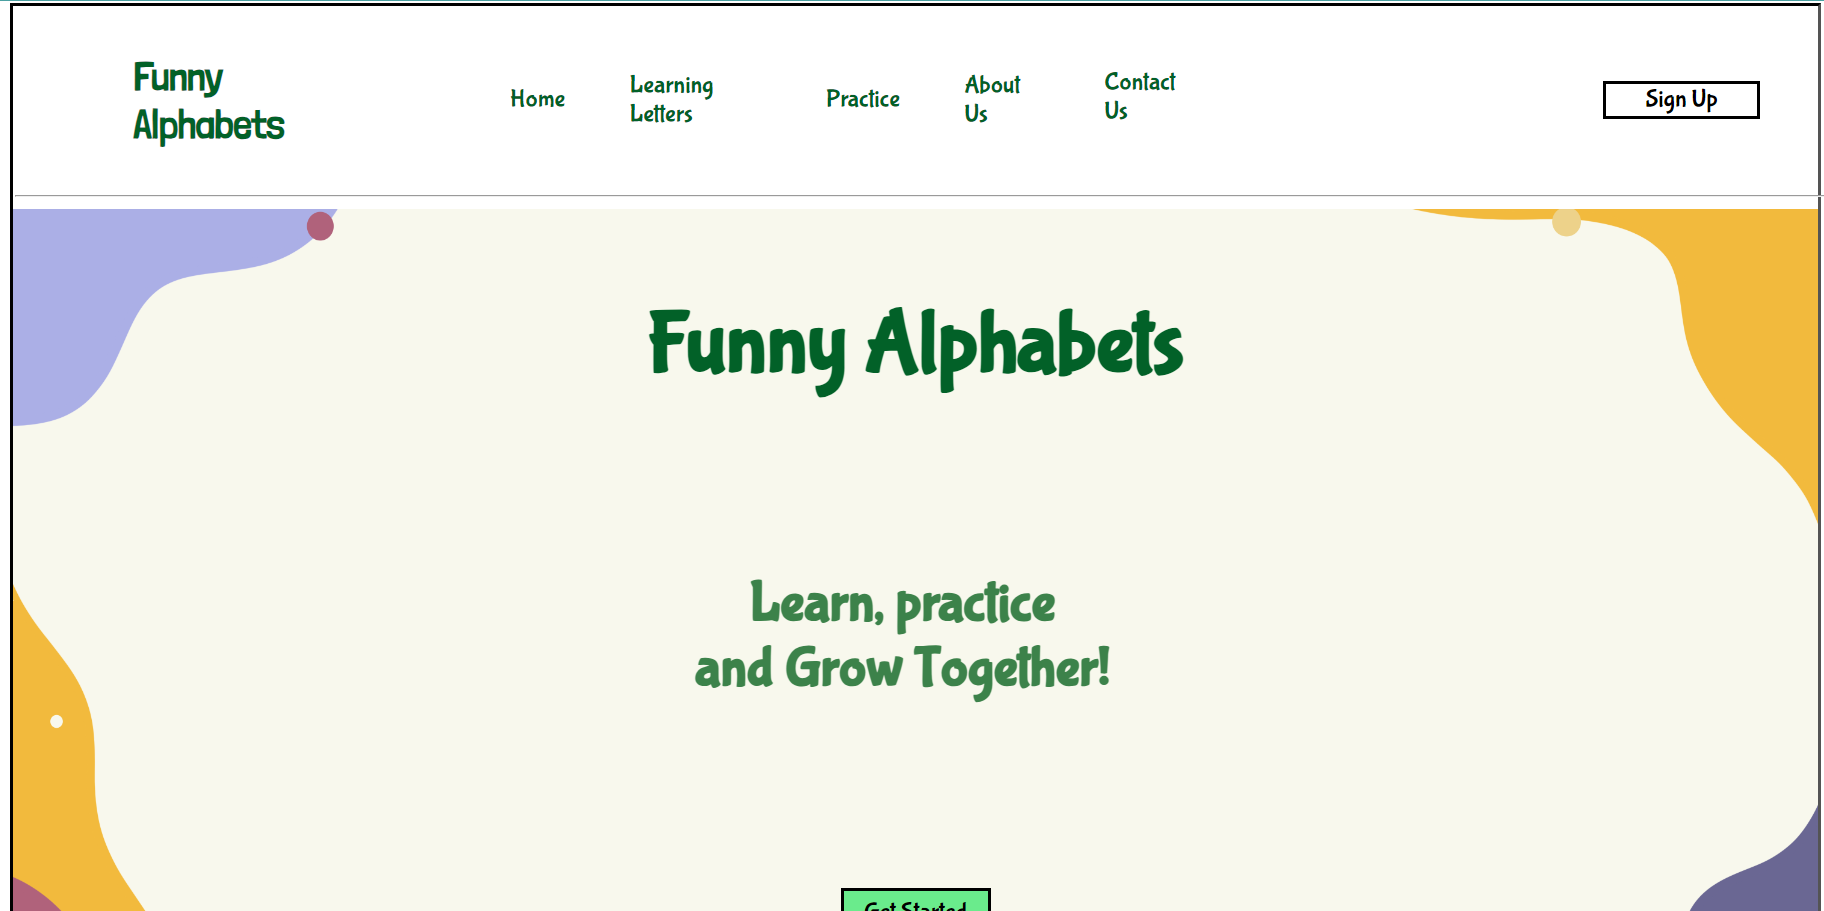 Funny
Alphabets
Home
Learning
Letters
Practice
About
Us
Contact
Us
Sign Up
Funny Alphabets
Learn, practice
and Grow Together!
Get Started